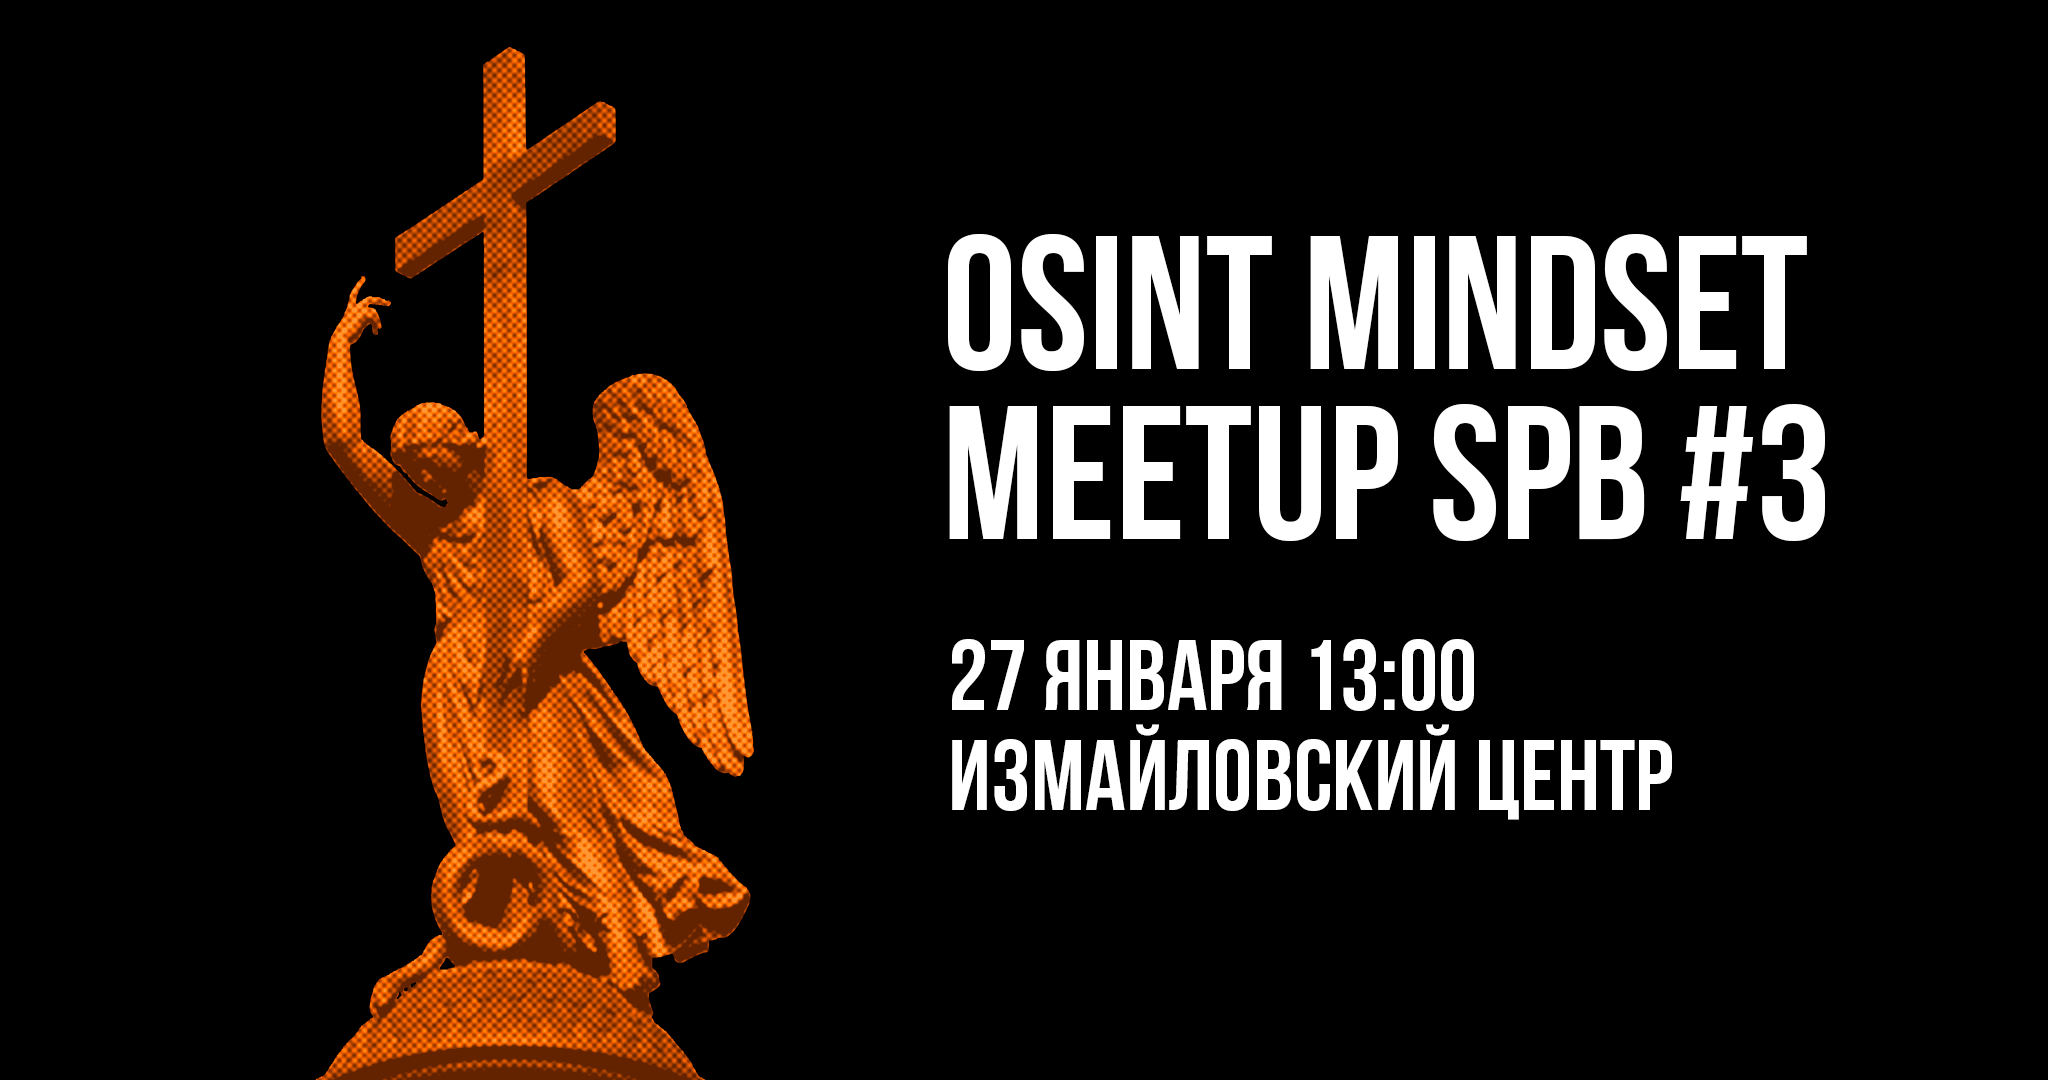 OSINT MINDSET
MEETUP SPB #3
27 ЯНВАРЯ 13:00
ИЗМАЙЛОВСКИЙ ЦЕНТР